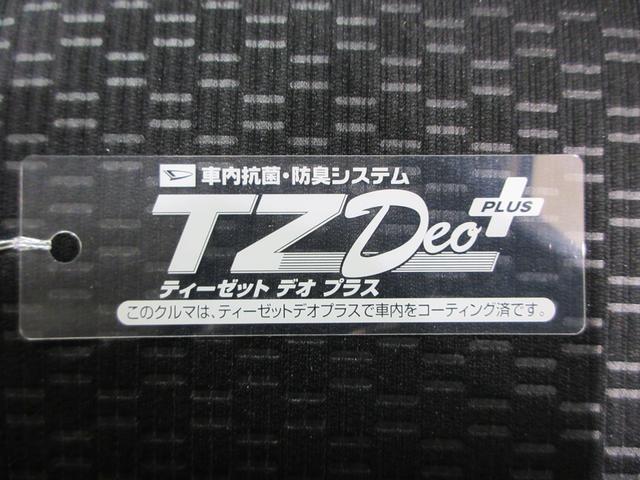 車内抗菌・防臭システム
TZ Deo PLUS
ティーゼット デオ プラス
このクルマは、ティーゼットデオプラスで車内をコーティング済です。